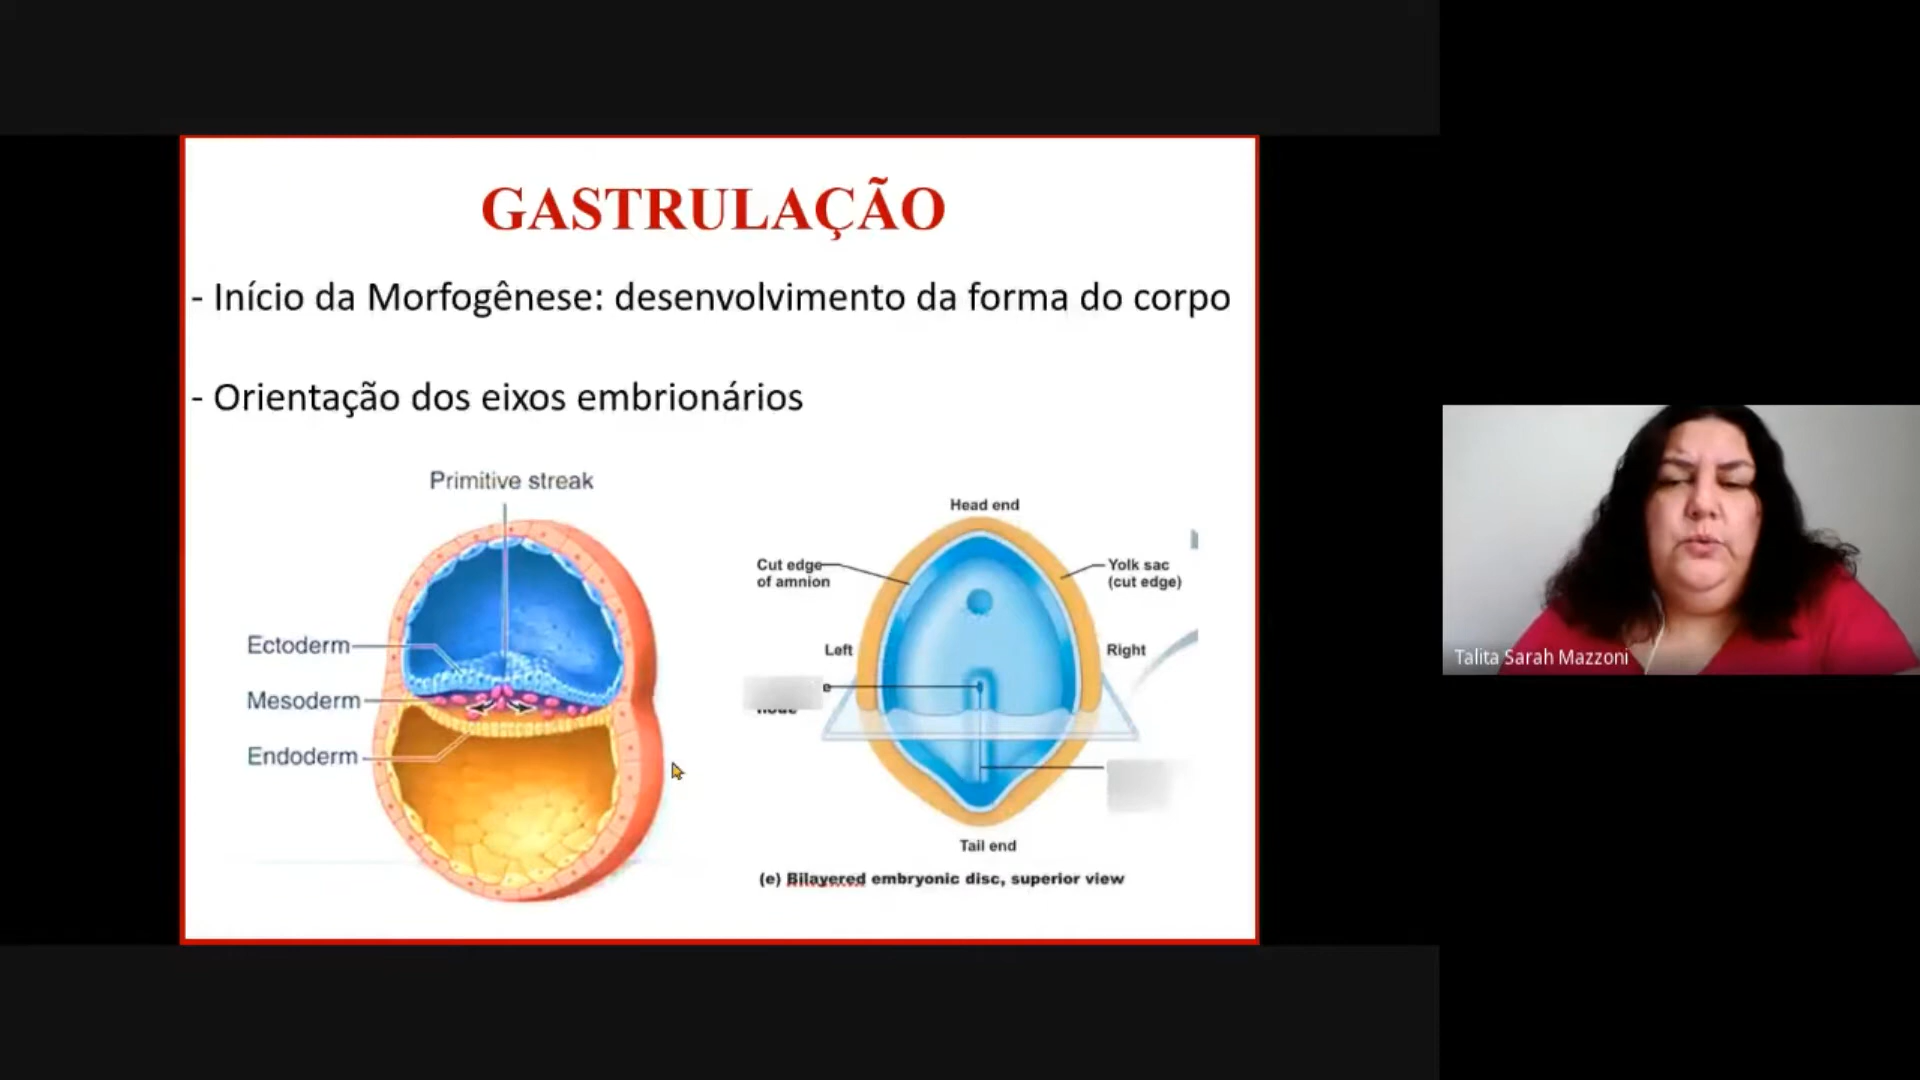 GASTRULAÇÃO
- Início da Morfogênese: desenvolvimento da forma do corpo
- Orientação dos eixos embrionários
Primitive streak
Ectoderm
Mesoderm
Endoderm
Head end
Cut edge
of amnion
Yolk sac
(cut edge)
Left
Right
Tail end
(e) Bilayered embryonic disc, superior view
Talita Sarah Mazzoni